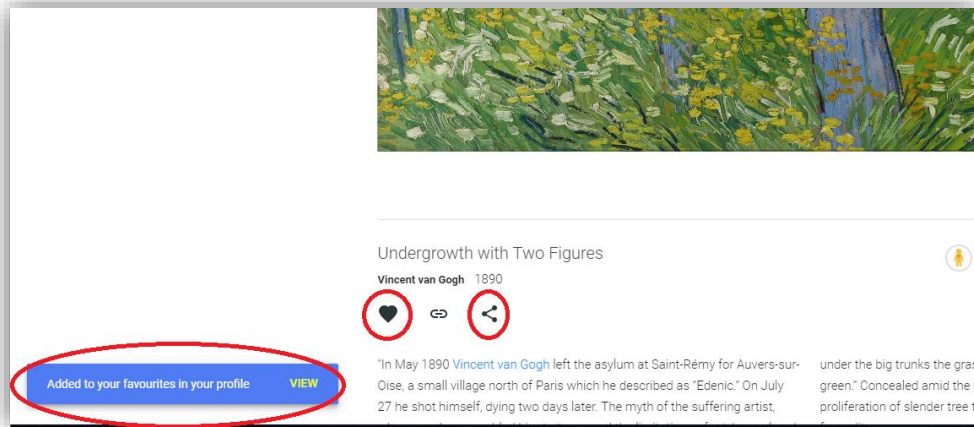 Undergrowth with Two Figures
Vincent van Gogh 1890
Added to your favourites in your profile VIEW
"In May 1890 Vincent van Gogh left the asylum at Saint-Rémy for Auvers-sur-
Oise, a small village north of Paris which he described as "Edenic." On July
27 he shot himself, dying two days later. The myth of the suffering artist,
under the big trunks the
green." Concealed amid the
proliferation of slender tree